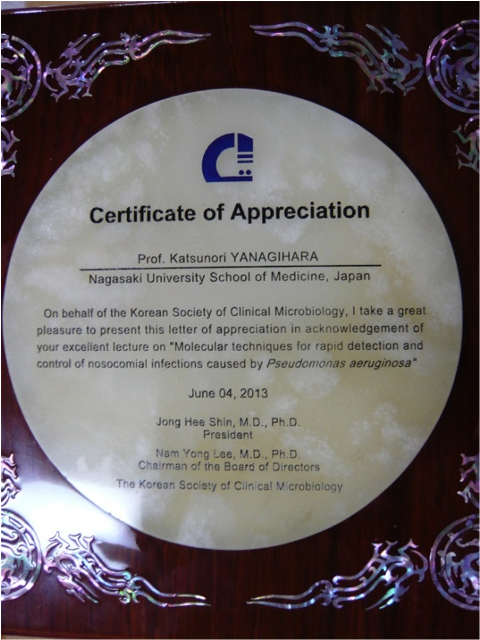 Certificate of Appreciation
Prof. Katsunori YANAGIHARA
Nagasaki University School of Medicine, Japan
On behalf of the Korean Society of Clinical Microbiology, I take a great
pleasure to present this letter of appreciation in acknowledgement of
your excellent lecture on "Molecular techniques for rapid detection and
control of nosocomial infections caused by Pseudomonas aeruginosa"
June 04, 2013
Jong Hee Shin, M.D., Ph.D.
President
Nam Yong Lee, M.D., Ph.D.
Chairman of the Board of Directors
The Korean Society of Clinical Microbiology